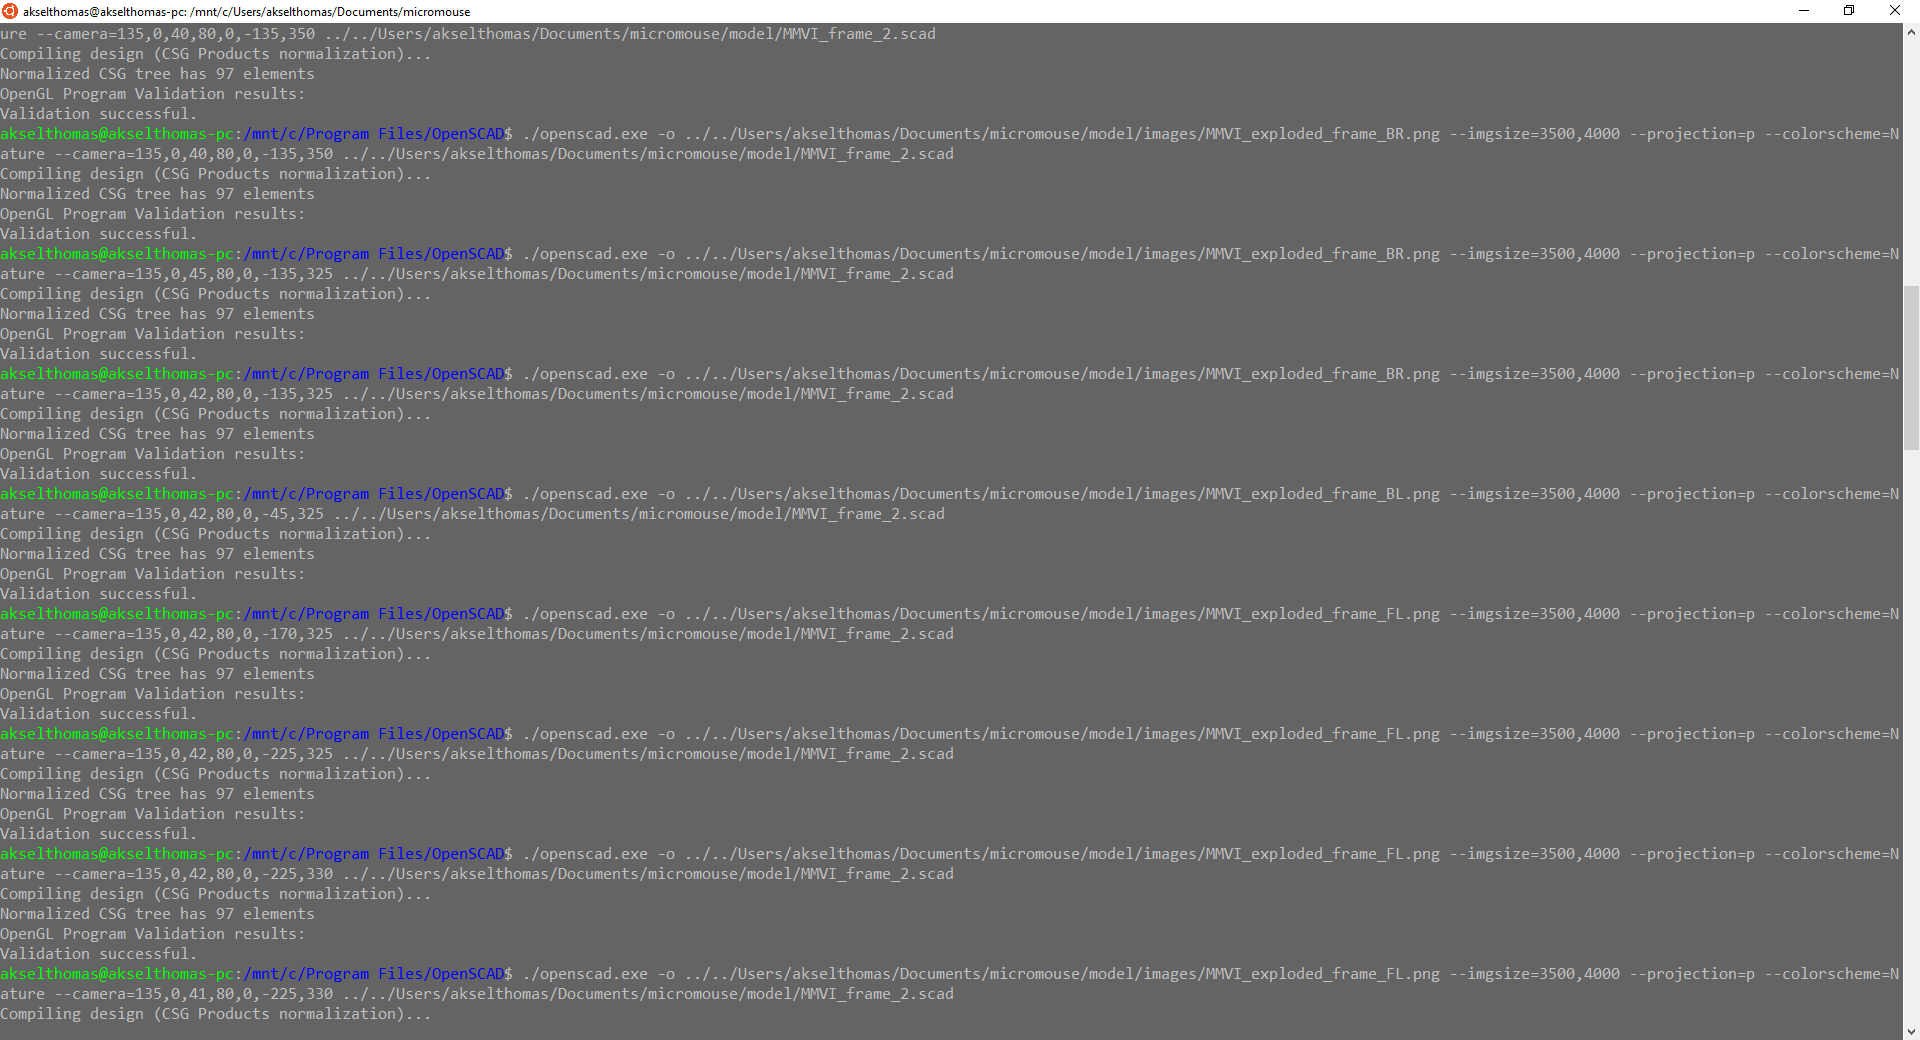 akselthomas@akselthomas-pc: /mnt/c/Users/akselthomas/Documents/micromouse
ure --camera=135,0,40,80,0,-135,350 ../../Users/akselthomas/Documents/micromouse/model/MMVI_frame_2.scad
Compiling design (CSG Products normalization)...
Normalized CSG tree has 97 elements
OpenGL Program Validation results:
Validation successful.
akselthomas@akselthomas-pc:/mnt/c/Program Files/OpenSCAD$ ./openscad.exe -o ../../Users/akselthomas/Documents/micromouse/model/images/MMVI_exploded_frame_BR.png --imgsize=3500,4000 --projection=p --colorscheme=N
ature --camera=135,0,40,80,0,-135,350 ../../Users/akselthomas/Documents/micromouse/model/MMVI_frame_2.scad
Compiling design (CSG Products normalization)...
Normalized CSG tree has 97 elements
OpenGL Program Validation results:
Validation successful.
akselthomas@akselthomas-pc:/mnt/c/Program Files/OpenSCAD$ ./openscad.exe -o ../../Users/akselthomas/Documents/micromouse/model/images/MMVI_exploded_frame_BR.png --imgsize=3500,4000 --projection=p --colorscheme=N
ature --camera=135,0,45,80,0,-135,325 ../../Users/akselthomas/Documents/micromouse/model/MMVI_frame_2.scad
Compiling design (CSG Products normalization)...
Normalized CSG tree has 97 elements
OpenGL Program Validation results:
Validation successful.
akselthomas@akselthomas-pc:/mnt/c/Program Files/OpenSCAD$ ./openscad.exe -o ../../Users/akselthomas/Documents/micromouse/model/images/MMVI_exploded_frame_BR.png --imgsize=3500,4000 --projection=p --colorscheme=N
ature --camera=135,0,42,80,0,-135,325 ../../Users/akselthomas/Documents/micromouse/model/MMVI_frame_2.scad
Compiling design (CSG Products normalization)...
Normalized CSG tree has 97 elements
OpenGL Program Validation results:
Validation successful.
akselthomas@akselthomas-pc:/mnt/c/Program Files/OpenSCAD$ ./openscad.exe -o ../../Users/akselthomas/Documents/micromouse/model/images/MMVI_exploded_frame_BL.png --imgsize=3500,4000 --projection=p --colorscheme=N
ature --camera=135,0,42,80,0,-45,325 ../../Users/akselthomas/Documents/micromouse/model/MMVI_frame_2.scad
Compiling design (CSG Products normalization)...
Normalized CSG tree has 97 elements
OpenGL Program Validation results:
Validation successful.
akselthomas@akselthomas-pc:/mnt/c/Program Files/OpenSCAD$ ./openscad.exe -o ../../Users/akselthomas/Documents/micromouse/model/images/MMVI_exploded_frame_FL.png --imgsize=3500,4000 --projection=p --colorscheme=N
ature --camera=135,0,42,80,0,-170,325 ../../Users/akselthomas/Documents/micromouse/model/MMVI_frame_2.scad
Compiling design (CSG Products normalization)...
Normalized CSG tree has 97 elements
OpenGL Program Validation results:
Validation successful.
akselthomas@akselthomas-pc:/mnt/c/Program Files/OpenSCAD$ ./openscad.exe -o ../../Users/akselthomas/Documents/micromouse/model/images/MMVI_exploded_frame_FL.png --imgsize=3500,4000 --projection=p --colorscheme=N
ature --camera=135,0,42,80,0,-225,325 ../../Users/akselthomas/Documents/micromouse/model/MMVI_frame_2.scad
Compiling design (CSG Products normalization)...
Normalized CSG tree has 97 elements
OpenGL Program Validation results:
Validation successful.
akselthomas@akselthomas-pc:/mnt/c/Program Files/OpenSCAD$ ./openscad.exe -o ../../Users/akselthomas/Documents/micromouse/model/images/MMVI_exploded_frame_FL.png --imgsize=3500,4000 --projection=p --colorscheme=N
ature --camera=135,0,42,80,0,-225,330 ../../Users/akselthomas/Documents/micromouse/model/MMVI_frame_2.scad
Compiling design (CSG Products normalization)...
Normalized CSG tree has 97 elements
OpenGL Program Validation results:
Validation successful.
akselthomas@akselthomas-pc:/mnt/c/Program Files/OpenSCAD$ ./openscad.exe -o ../../Users/akselthomas/Documents/micromouse/model/images/MMVI_exploded_frame_FL.png --imgsize=3500,4000 --projection=p --colorscheme=N
ature --camera=135,0,41,80,0,-225,330 ../../Users/akselthomas/Documents/micromouse/model/MMVI_frame_2.scad
Compiling design (CSG Products normalization)...